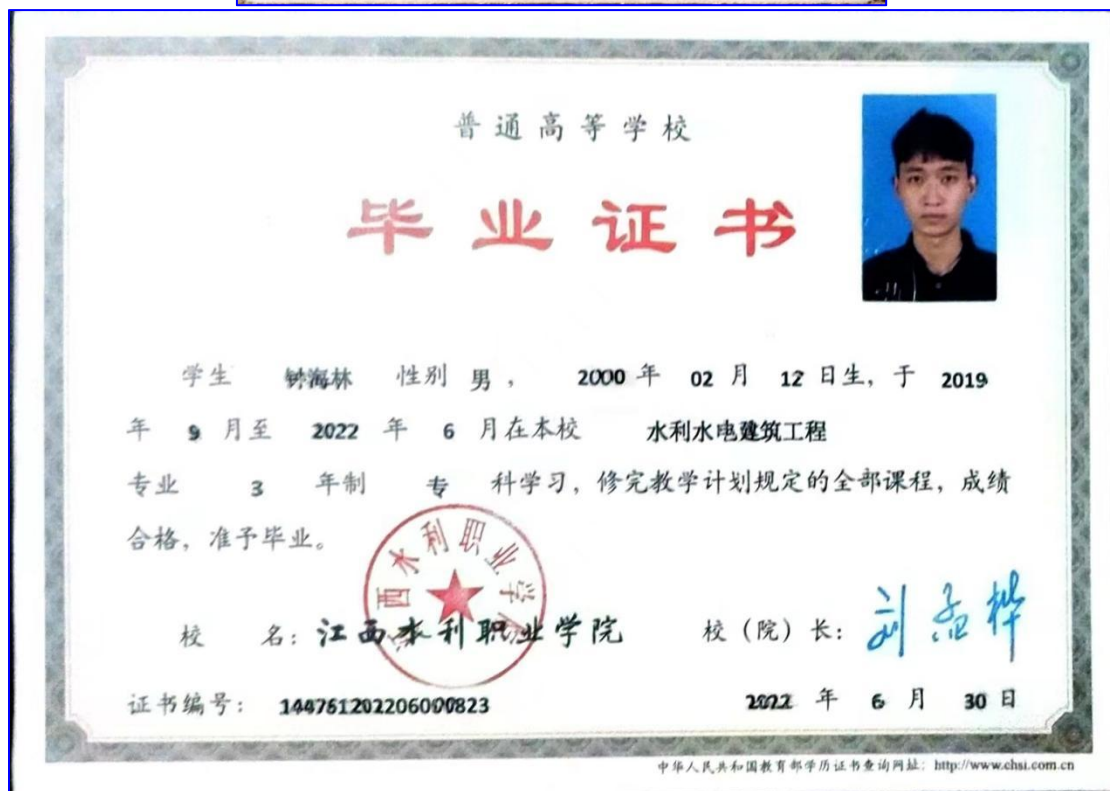 普通高等学校
毕业证书
学生 钟海林 性别 男， 2000 年 02 月 12 日生，于 2019
年 9 月至 2022 年 6 月在本校 水利水电建筑工程
专业 3 年制 专 科学习，修完教学计划规定的全部课程，成绩
合格，准予毕业。
江西水利职业学院
校 名：江西水利职业学院 校（院）长：刘孟桦
证书编号： 144761202206000823 2022 年 6 月 30 日
中华人民共和国教育部学历证书查询网址：http://www.chsi.com.cn